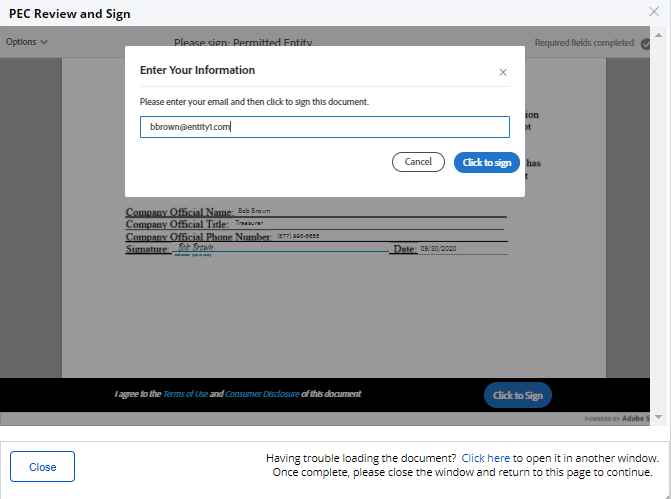 PEC Review and Sign
Options
Please sign: Permitted Entity
Required fields completed
Enter Your Information
Please enter your email and then click to sign this document.
bbrown@entity1.com
Cancel
Click to sign
has
Company Official Name: Bob Brown
Company Official Title: Treasurer
Company Official Phone Number: (877) 998-6688
Signature: Bob Brown
Date: 09/30/2020
I agree to the Terms of Use and Consumer Disclosure of this document
Click to Sign
POWERED BY Adobe S
Close
Having trouble loading the document? Click here to open it in another window.
Once complete, please close the window and return to this page to continue.